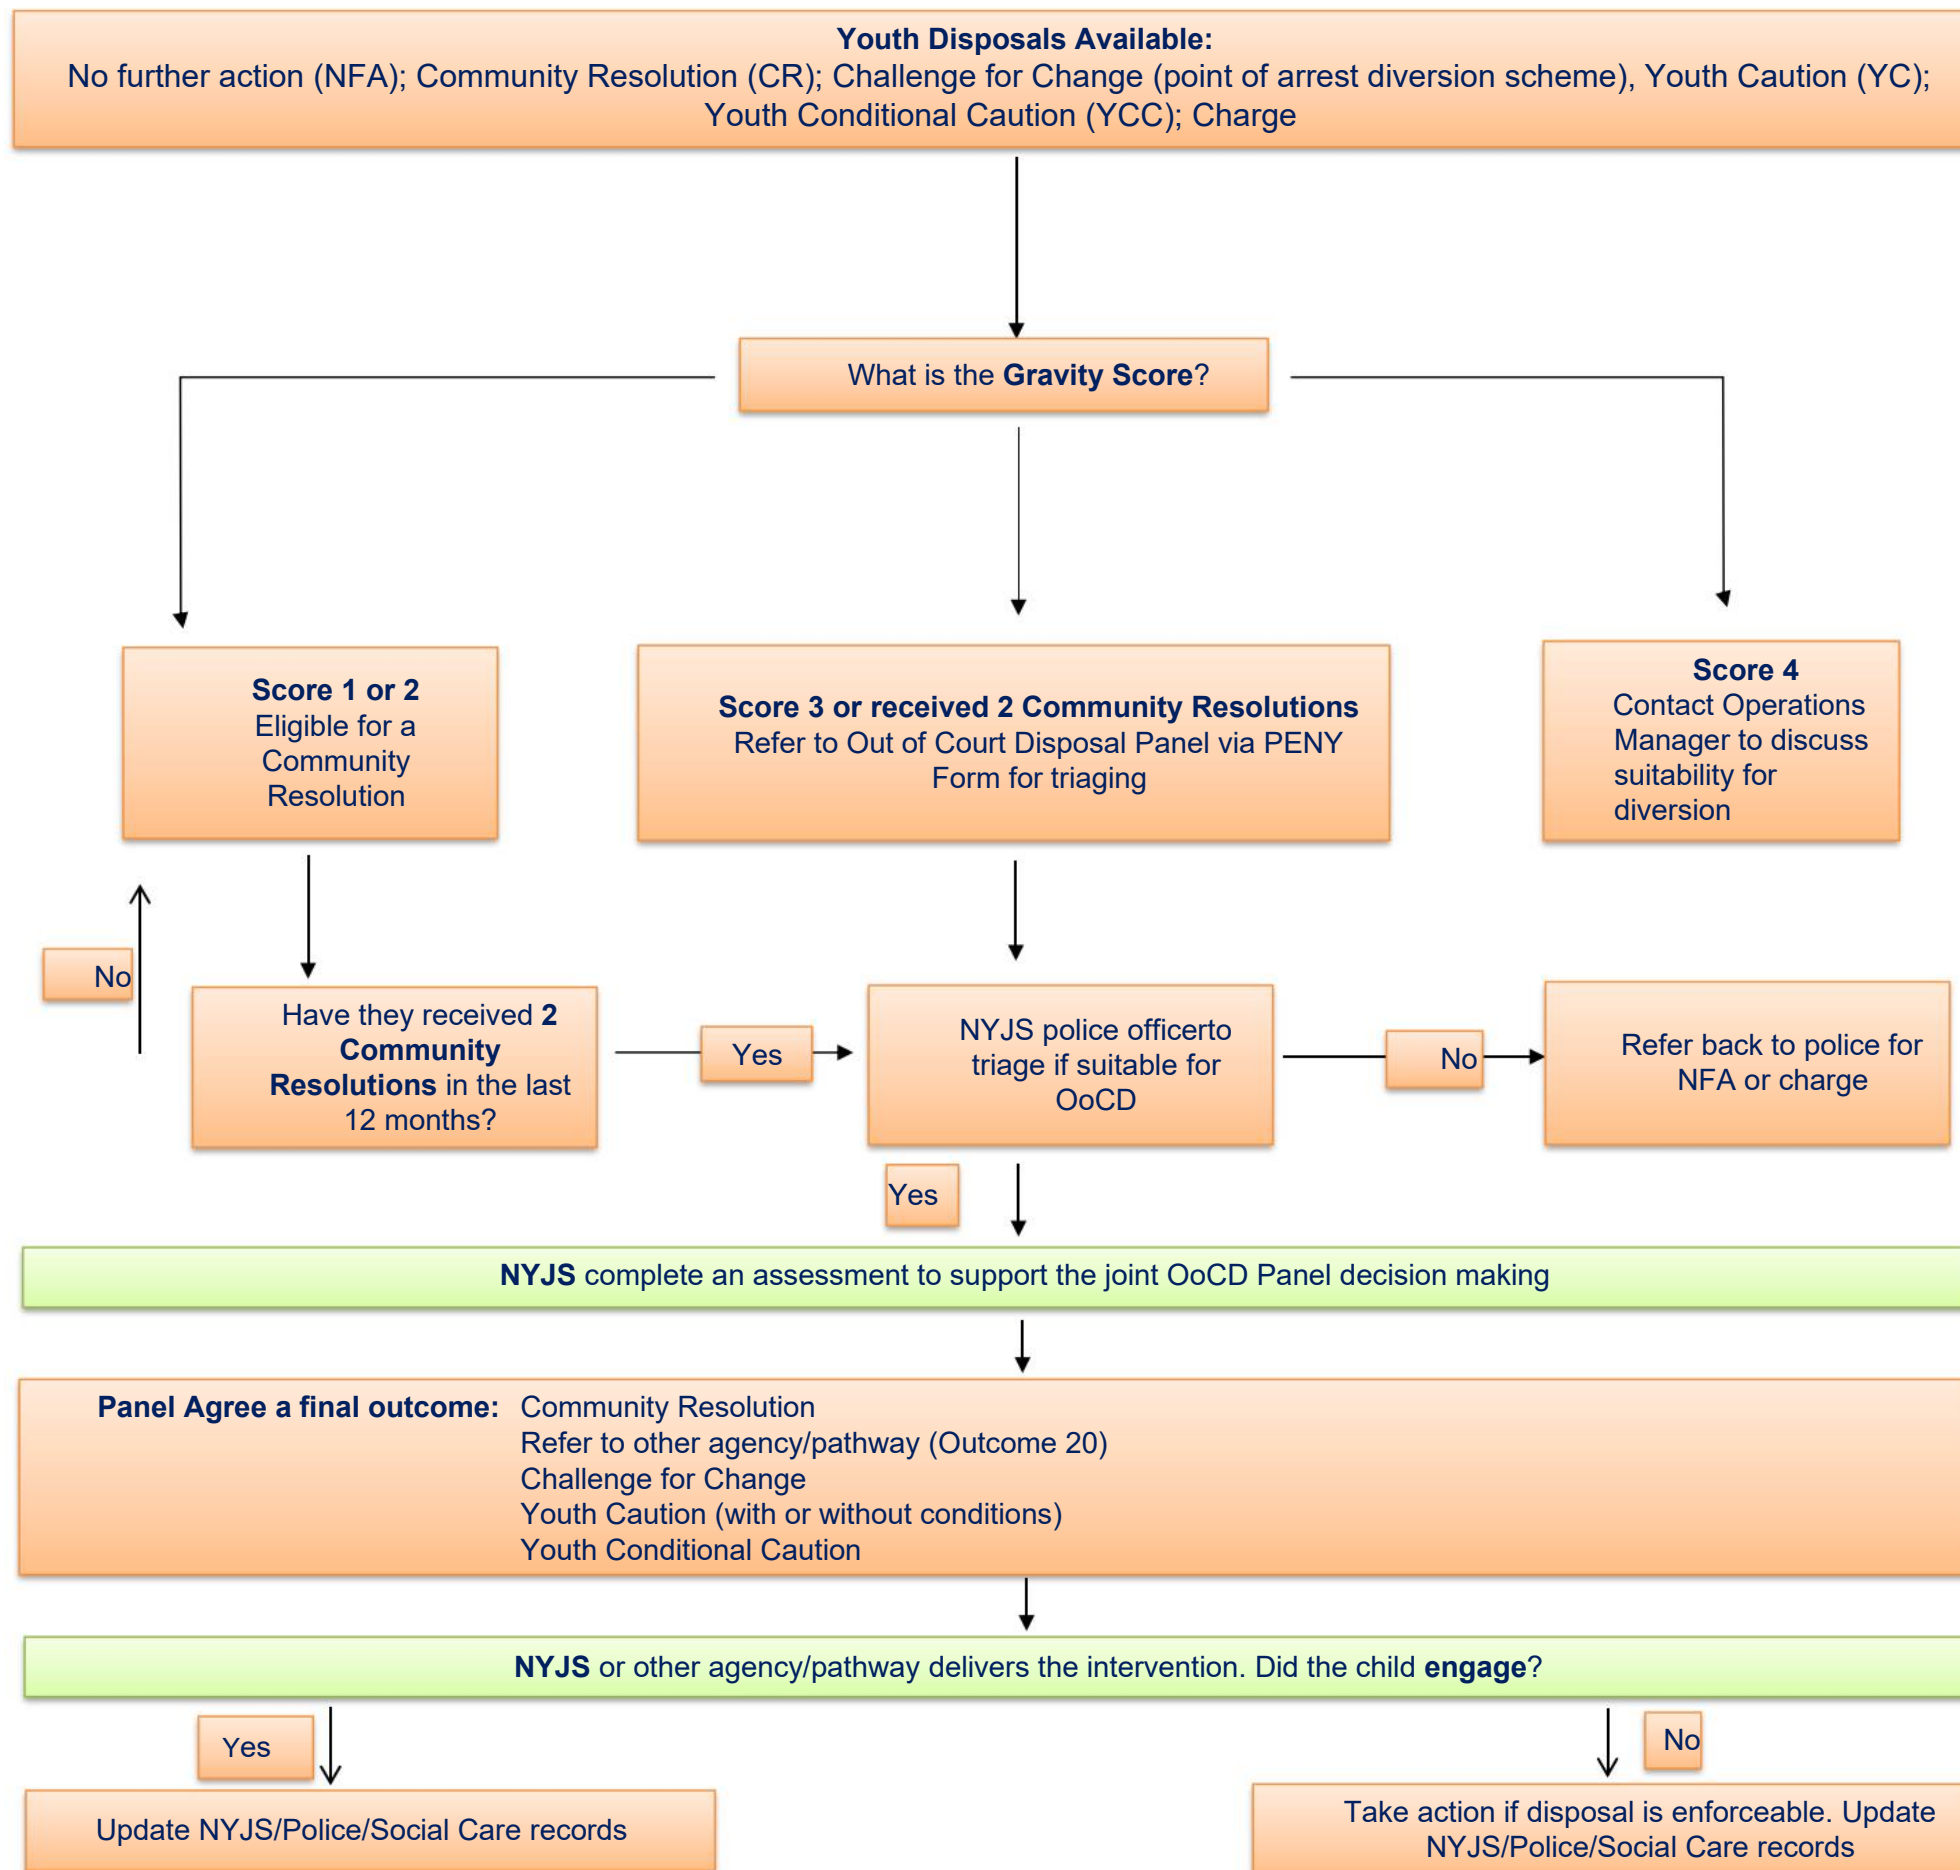 Youth Disposals Available:
No further action (NFA); Community Resolution (CR); Challenge for Change (point of arrest diversion scheme), Youth Caution (YC);
Youth Conditional Caution (YCC); Charge
What is the Gravity Score?
Score 1 or 2
Eligible for a
Community
Resolution
Score 3 or received 2 Community Resolutions
Refer to Out of Court Disposal Panel via PENY
Form for triaging
Score 4
Contact Operations
Manager to discuss
suitability for
diversion
No
Have they received 2
Community
Resolutions in the last
12 months?
Yes
NYJS police officerto
triage if suitable for
OoCD
No
Refer back to police for
NFA or charge
Yes
NYJS complete an assessment to support the joint OoCD Panel decision making
Panel Agree a final outcome: Community Resolution
Refer to other agency/pathway (Outcome 20)
Challenge for Change
Youth Caution (with or without conditions)
Youth Conditional Caution
NYJS or other agency/pathway delivers the intervention. Did the child engage?
Yes
No
Update NYJS/Police/Social Care records
Take action if disposal is enforceable. Update
NYJS/Police/Social Care records